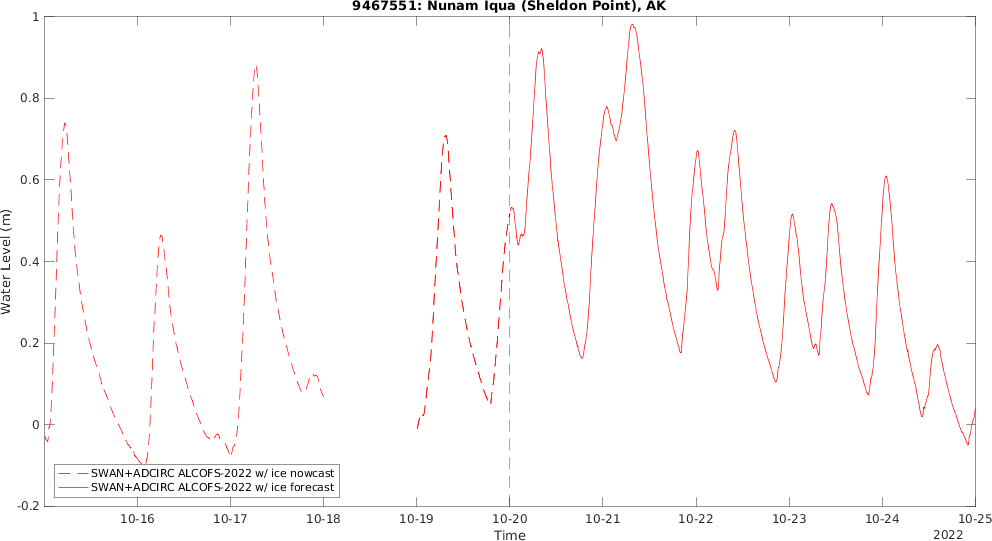 9467551: Nunam Iqua (Sheldon Point), AK
Water Level (m)
1
0.8
0.6
0.4
0.2
0
-0.2
SWAN+ADCIRC ALCOFS-2022 w/ ice nowcast
SWAN+ADCIRC ALCOFS-2022 w/ ice forecast
10-16 10-17 10-18 10-19 10-20 10-21 10-22 10-23 10-24 10-25
Time
2022